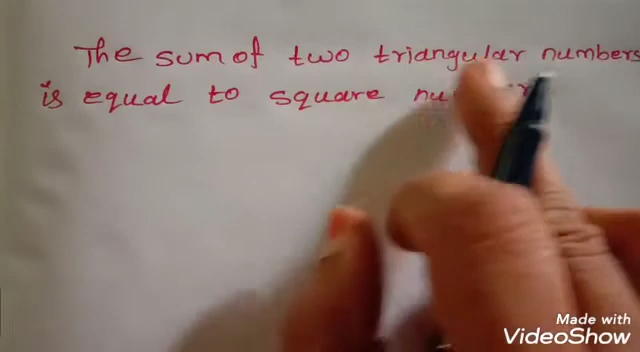 The sum of two triangular numbers
is equal to square
Made with
VideoShow